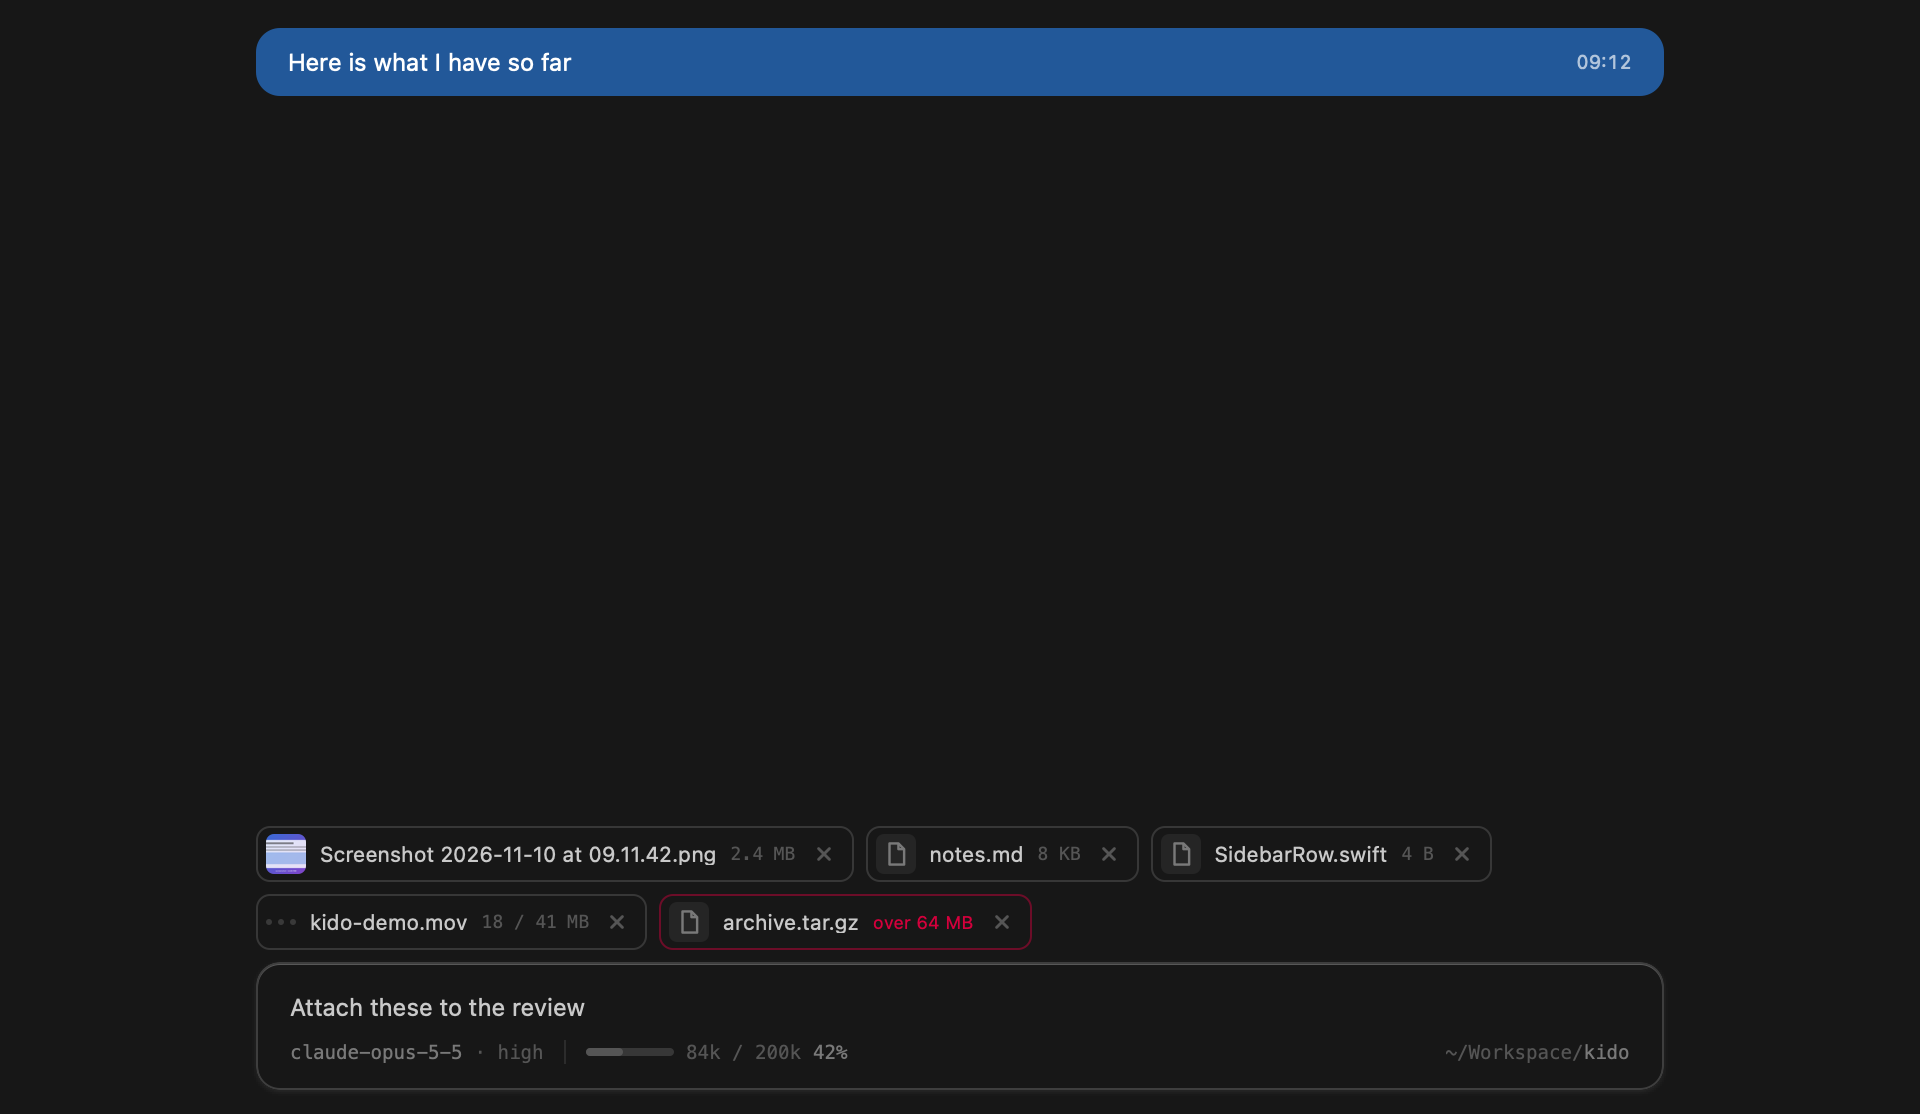 Here is what I have so far 09:12
Screenshot 2026-11-10 at 09.11.42.png 2.4 MB notes.md 8 KB SidebarRow.swift 4 B
kido-demo.mov 18 / 41 MB archive.tar.gz over 64 MB
Attach these to the review
claude-opus-5-5 · high 84k / 200k 42% ~/Workspace/kido